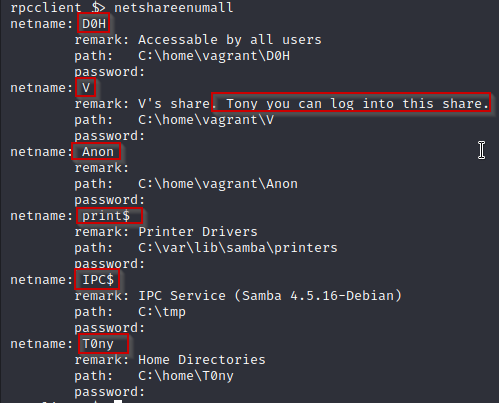 rpcclient $> netshareenumall
netname: D0H
remark: Accessable by all users
path: C:\home\vagrant\D0H
password:
netname: V
remark: V's share. Tony you can log into this share.
path: C:\home\vagrant\V
password:
netname: Anon
remark:
path: C:\home\vagrant\Anon
password:
netname: print$
remark: Printer Drivers
path: C:\var\lib\samba\printers
password:
netname: IPC$
remark: IPC Service (Samba 4.5.16-Debian)
path: C:\tmp
password:
netname: T0ny
remark: Home Directories
path: C:\home\T0ny
password: